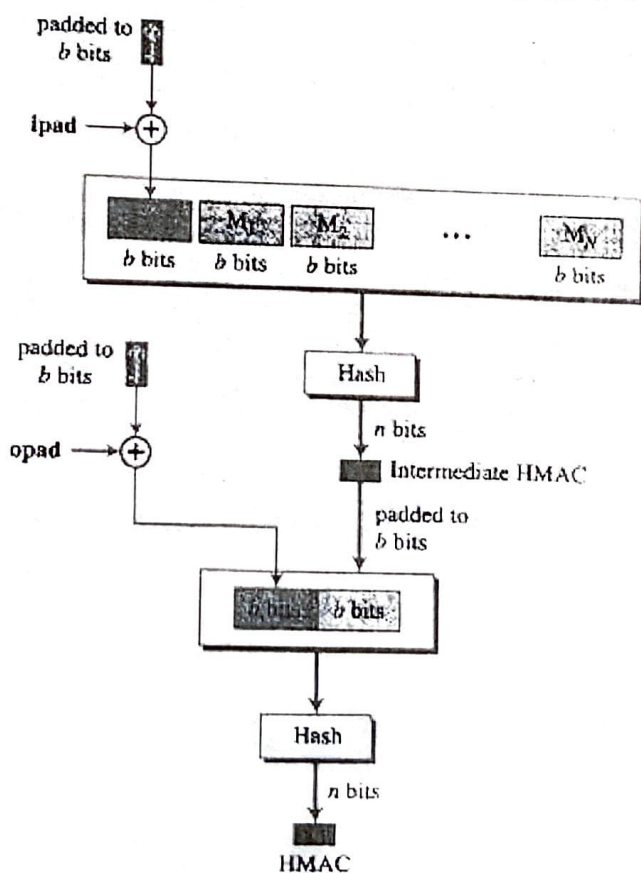 padded to
b bits
ipad
+
M₁ M₂ ... M_N
b bits b bits b bits b bits
padded to
b bits
Hash
n bits
opad
+
Intermediate HMAC
padded to
b bits
b bits b bits
Hash
n bits
HMAC